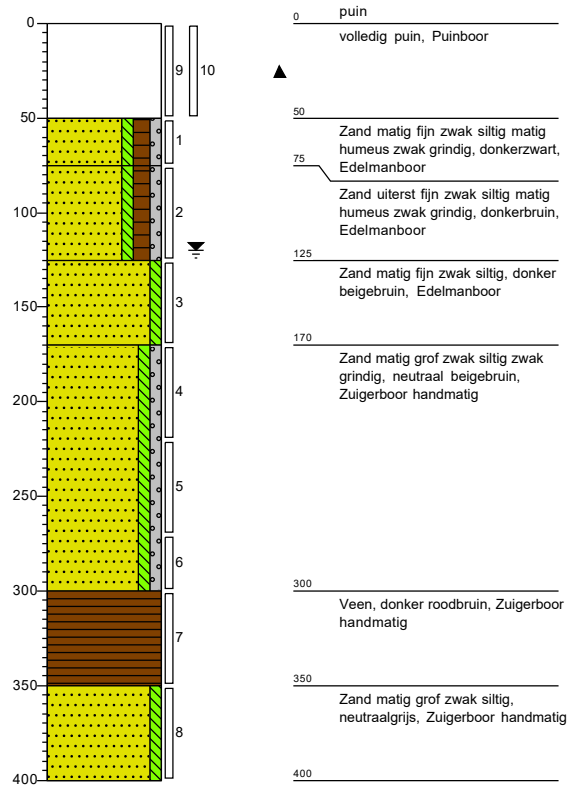 0
50
100
150
200
250
300
350
400
9
10
1
2
3
4
5
6
7
8
0
puin
volledig puin, Puinboor
50
Zand matig fijn zwak siltig matig
humeus zwak grindig, donkerzwart,
Edelmanboor
75
Zand uiterst fijn zwak siltig matig
humeus zwak grindig, donkerbruin,
Edelmanboor
125
Zand matig fijn zwak siltig, donker
beigebruin, Edelmanboor
170
Zand matig grof zwak siltig zwak
grindig, neutraal beigebruin,
Zuigerboor handmatig
300
Veen, donker roodbruin, Zuigerboor
handmatig
350
Zand matig grof zwak siltig,
neutraalgrijs, Zuigerboor handmatig
400